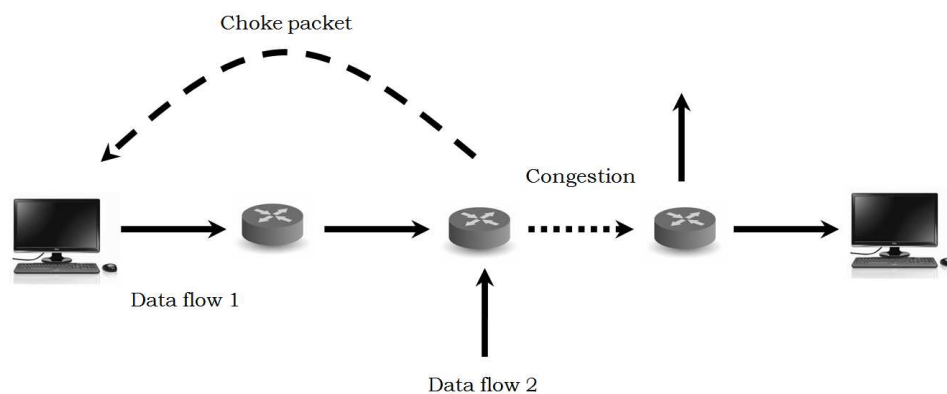 Choke packet
Congestion
Data flow 1
Data flow 2